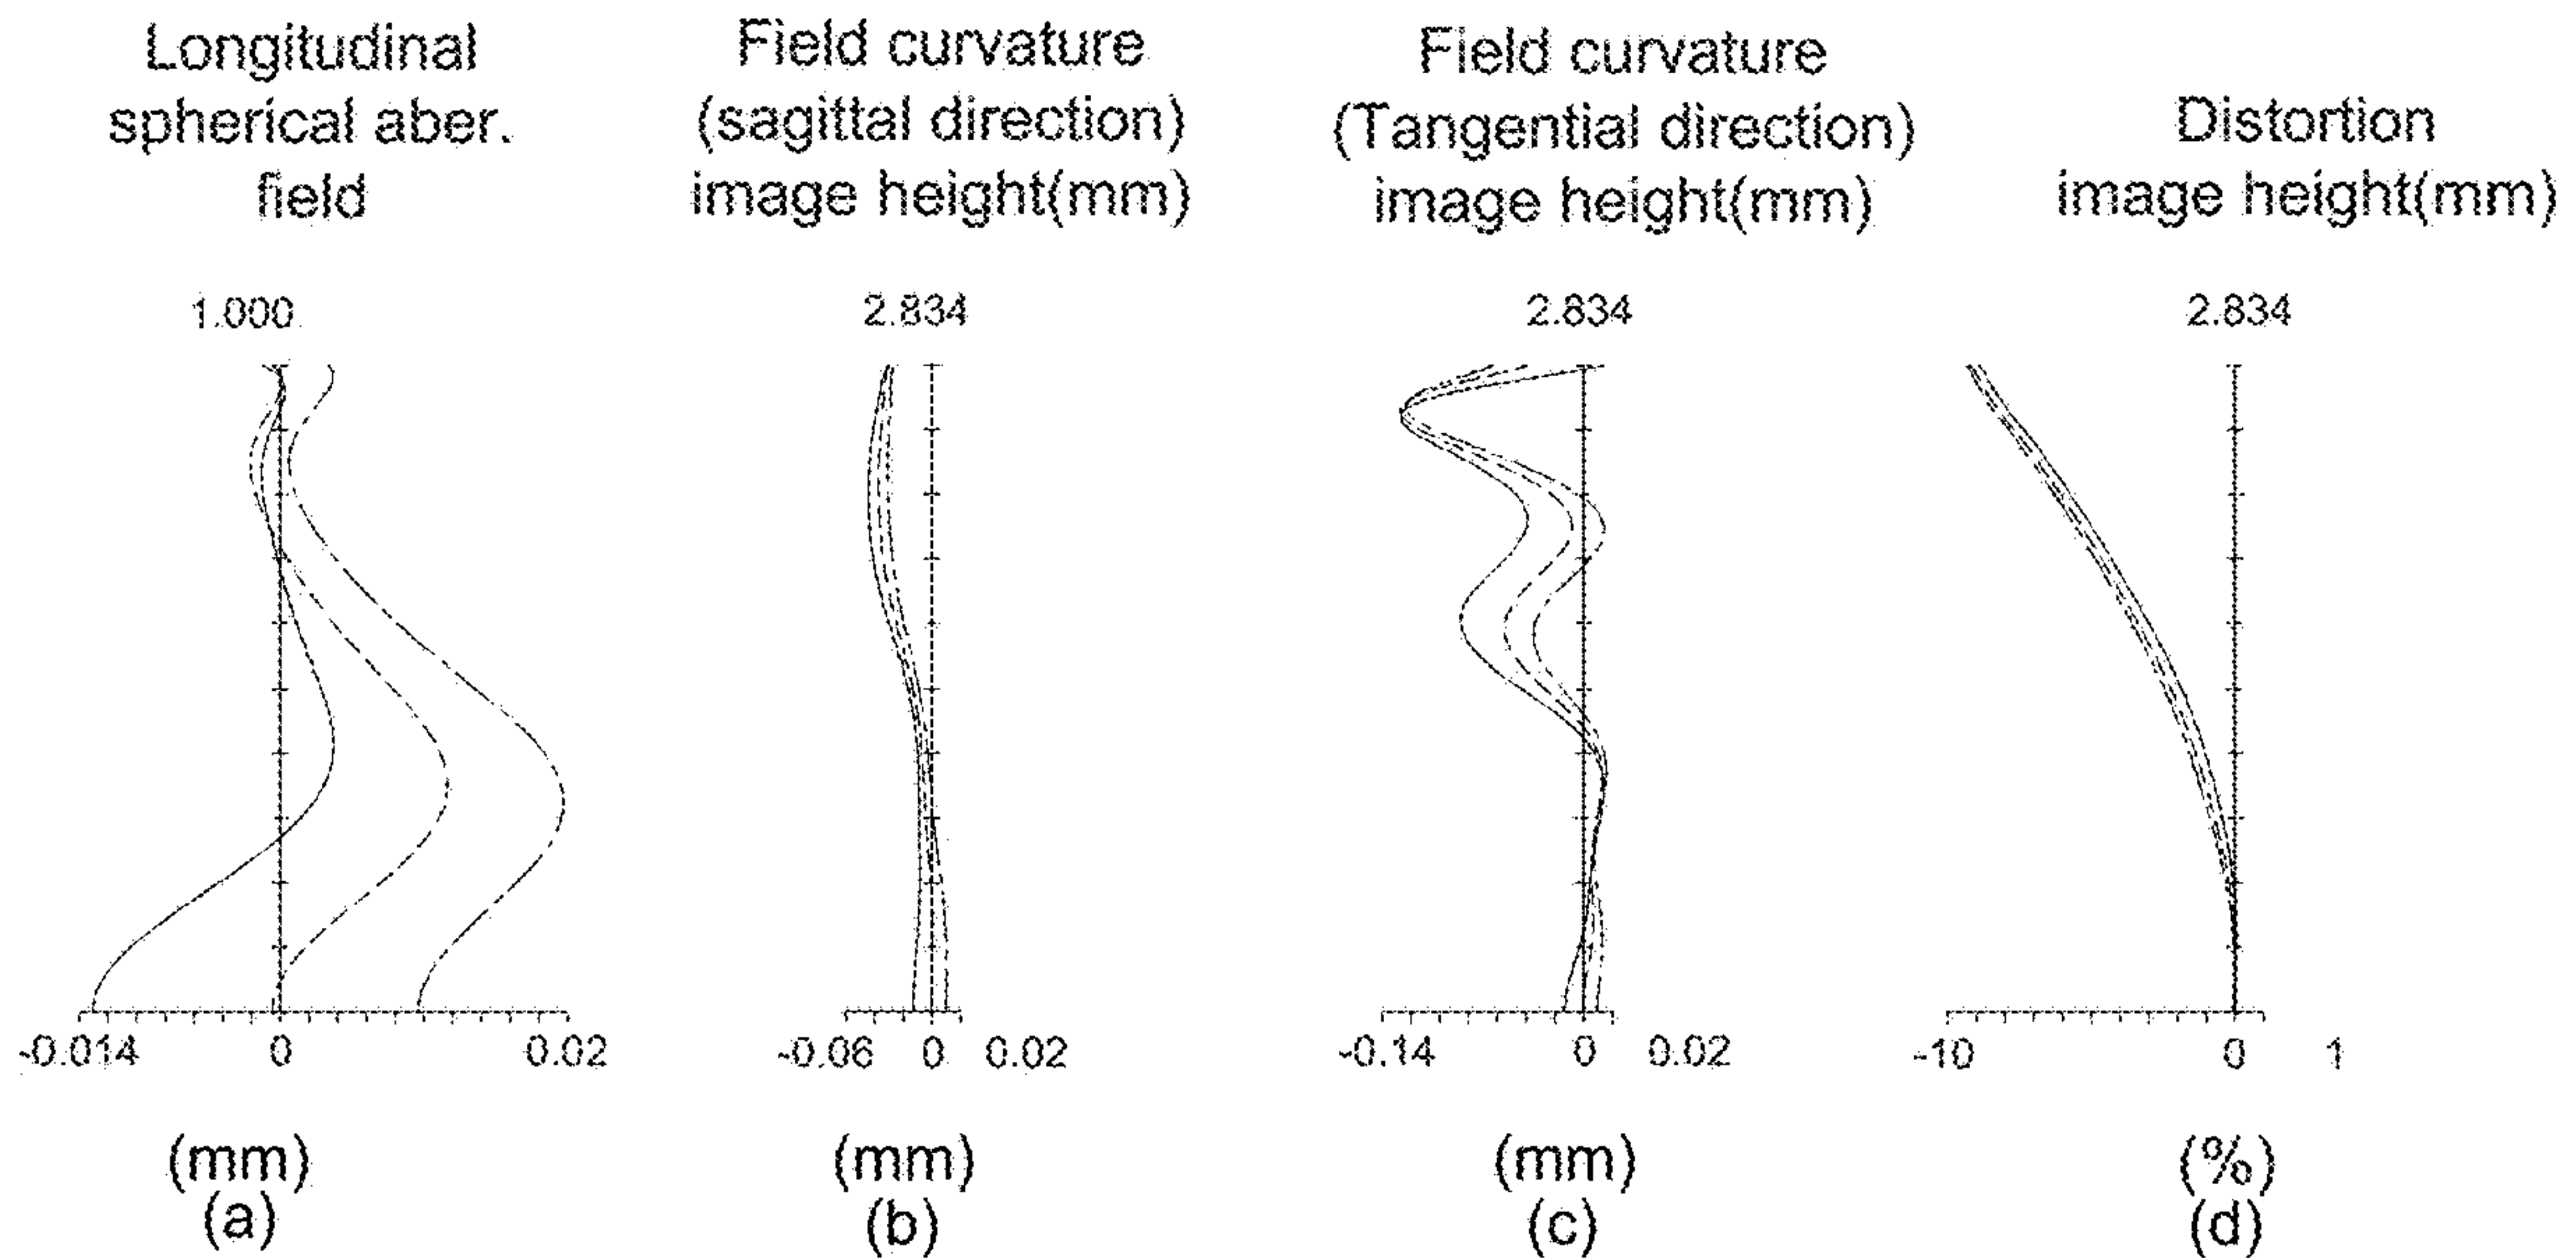 Longitudinal
spherical aber.
field
Field curvature
(sagittal direction)
image height(mm)
Field curvature
(Tangential direction)
image height(mm)
Distortion
image height(mm)
1.000
2.834
2.834
2.834
-0.014 0 0.02
-0.06 0 0.02
-0.14 0 0.02
-10 0 1
(mm)
(a)
(mm)
(b)
(mm)
(c)
(%)
(d)